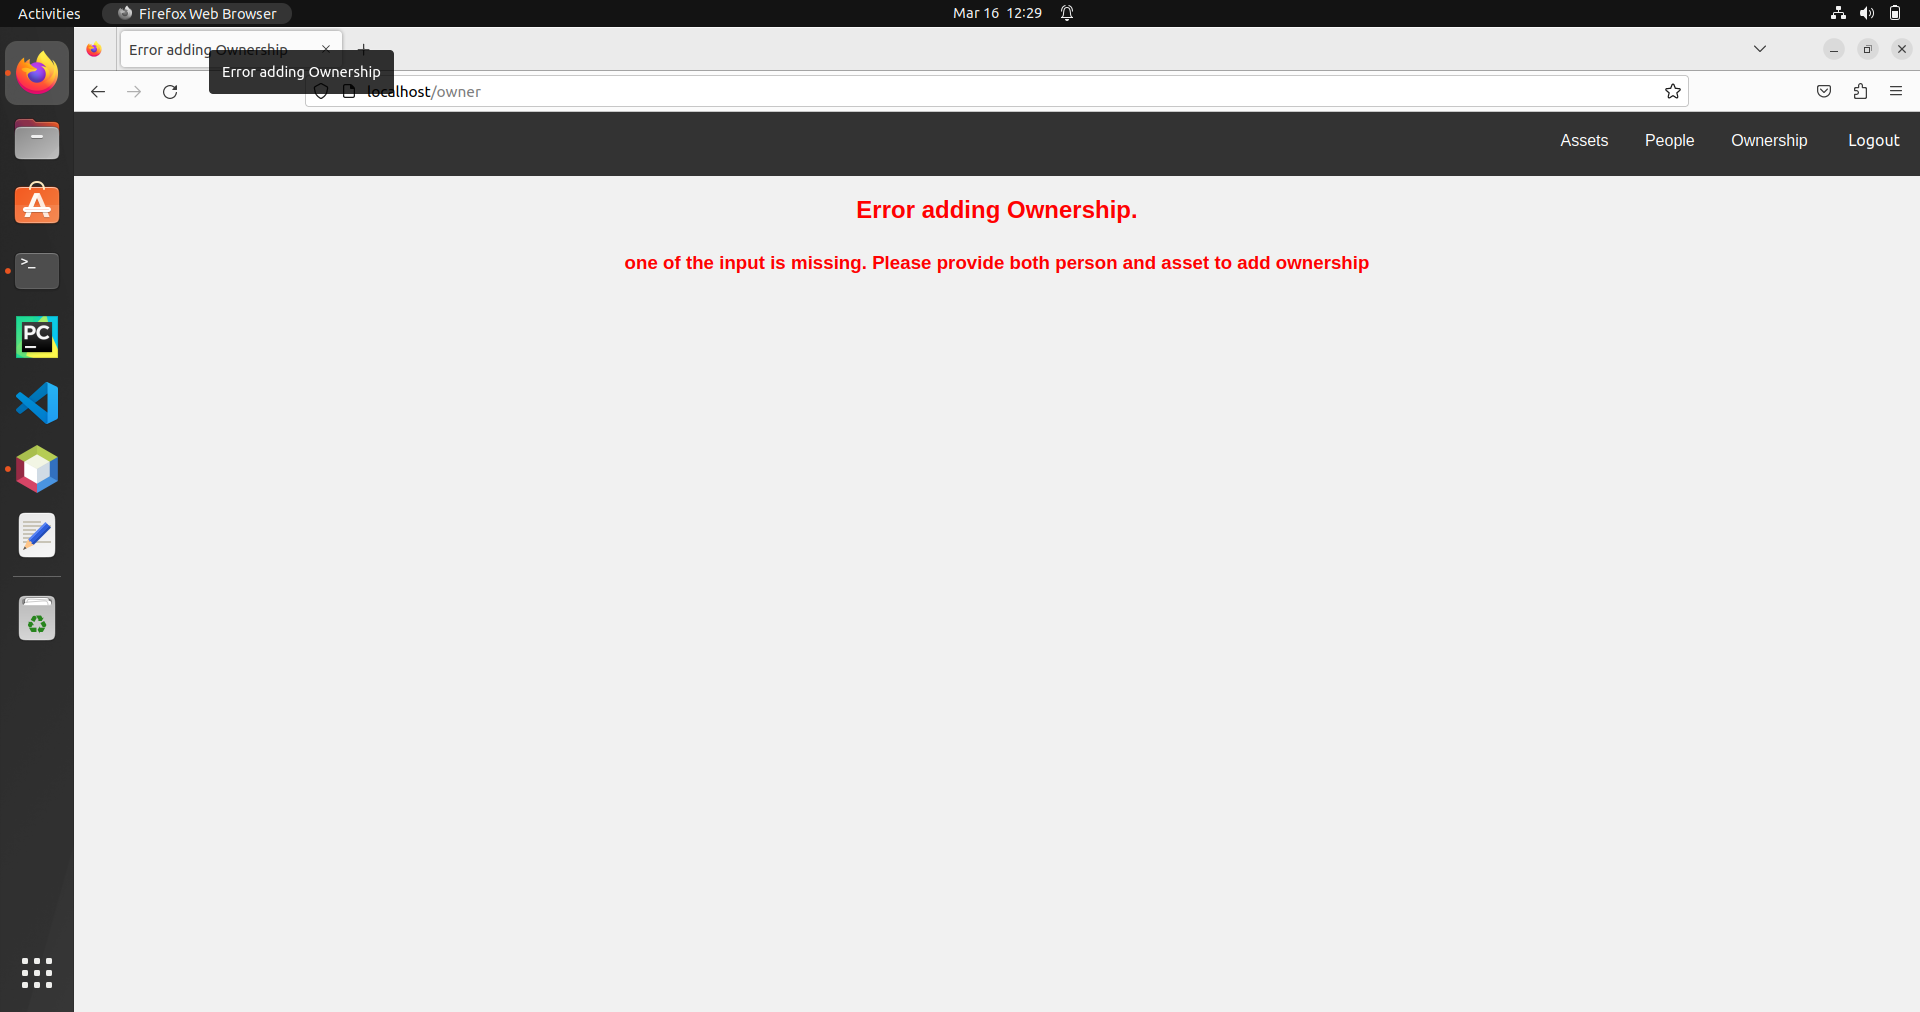 Activities
Firefox Web Browser
Mar 16 12:29
Error adding Ownership
Error adding Ownership
localhost/owner
Assets
People
Ownership
Logout
Error adding Ownership.
one of the input is missing. Please provide both person and asset to add ownership
>_
PC